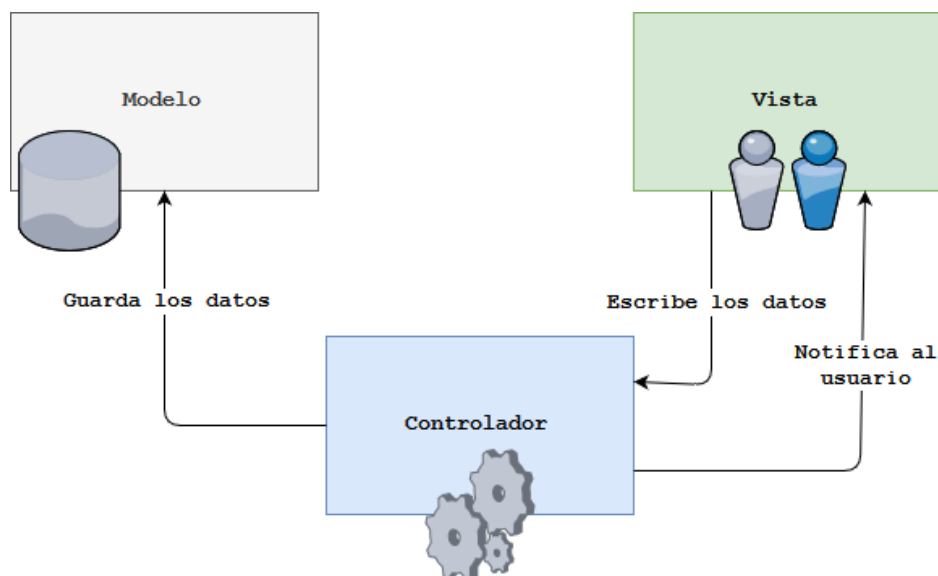 Modelo
Vista
Guarda los datos
Escribe los datos
Notifica al
usuario
Controlador